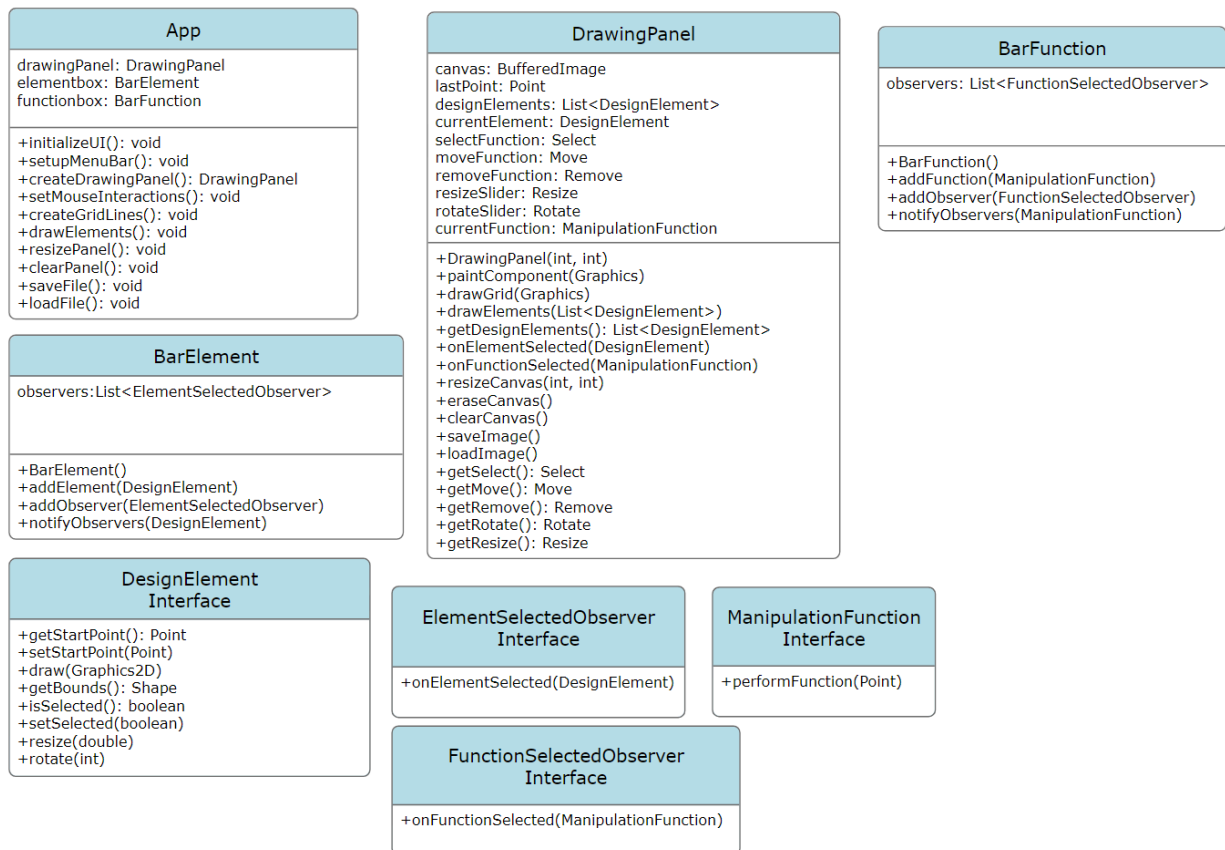 App
drawingPanel: DrawingPanel
elementbox: BarElement
functionbox: BarFunction
+initializeUI(): void
+setupMenuBar(): void
+createDrawingPanel(): DrawingPanel
+setMouseInteractions(): void
+createGridLines(): void
+drawElements(): void
+resizePanel(): void
+clearPanel(): void
+saveFile(): void
+loadFile(): void
DrawingPanel
canvas: BufferedImage
lastPoint: Point
designElements: List<DesignElement>
currentElement: DesignElement
selectFunction: Select
moveFunction: Move
removeFunction: Remove
resizeSlider: Resize
rotateSlider: Rotate
currentFunction: ManipulationFunction
+DrawingPanel(int, int)
+paintComponent(Graphics)
+drawGrid(Graphics)
+drawElements(List<DesignElement>)
+getDesignElements(): List<DesignElement>
+onElementSelected(DesignElement)
+onFunctionSelected(ManipulationFunction)
+resizeCanvas(int, int)
+eraseCanvas()
+clearCanvas()
+saveImage()
+loadImage()
+getSelect(): Select
+getMove(): Move
+getRemove(): Remove
+getRotate(): Rotate
+getResize(): Resize
BarFunction
observers: List<FunctionSelectedObserver>
+BarFunction()
+addFunction(ManipulationFunction)
+addObserver(FunctionSelectedObserver)
+notifyObservers(ManipulationFunction)
BarElement
observers:List<ElementSelectedObserver>
+BarElement()
+addElement(DesignElement)
+addObserver(ElementSelectedObserver)
+notifyObservers(DesignElement)
DesignElement
Interface
+getStartPoint(): Point
+setStartPoint(Point)
+draw(Graphics2D)
+getBounds(): Shape
+isSelected(): boolean
+setSelected(boolean)
+resize(double)
+rotate(int)
ElementSelectedObserver
Interface
+onElementSelected(DesignElement)
ManipulationFunction
Interface
+performFunction(Point)
FunctionSelectedObserver
Interface
+onFunctionSelected(ManipulationFunction)